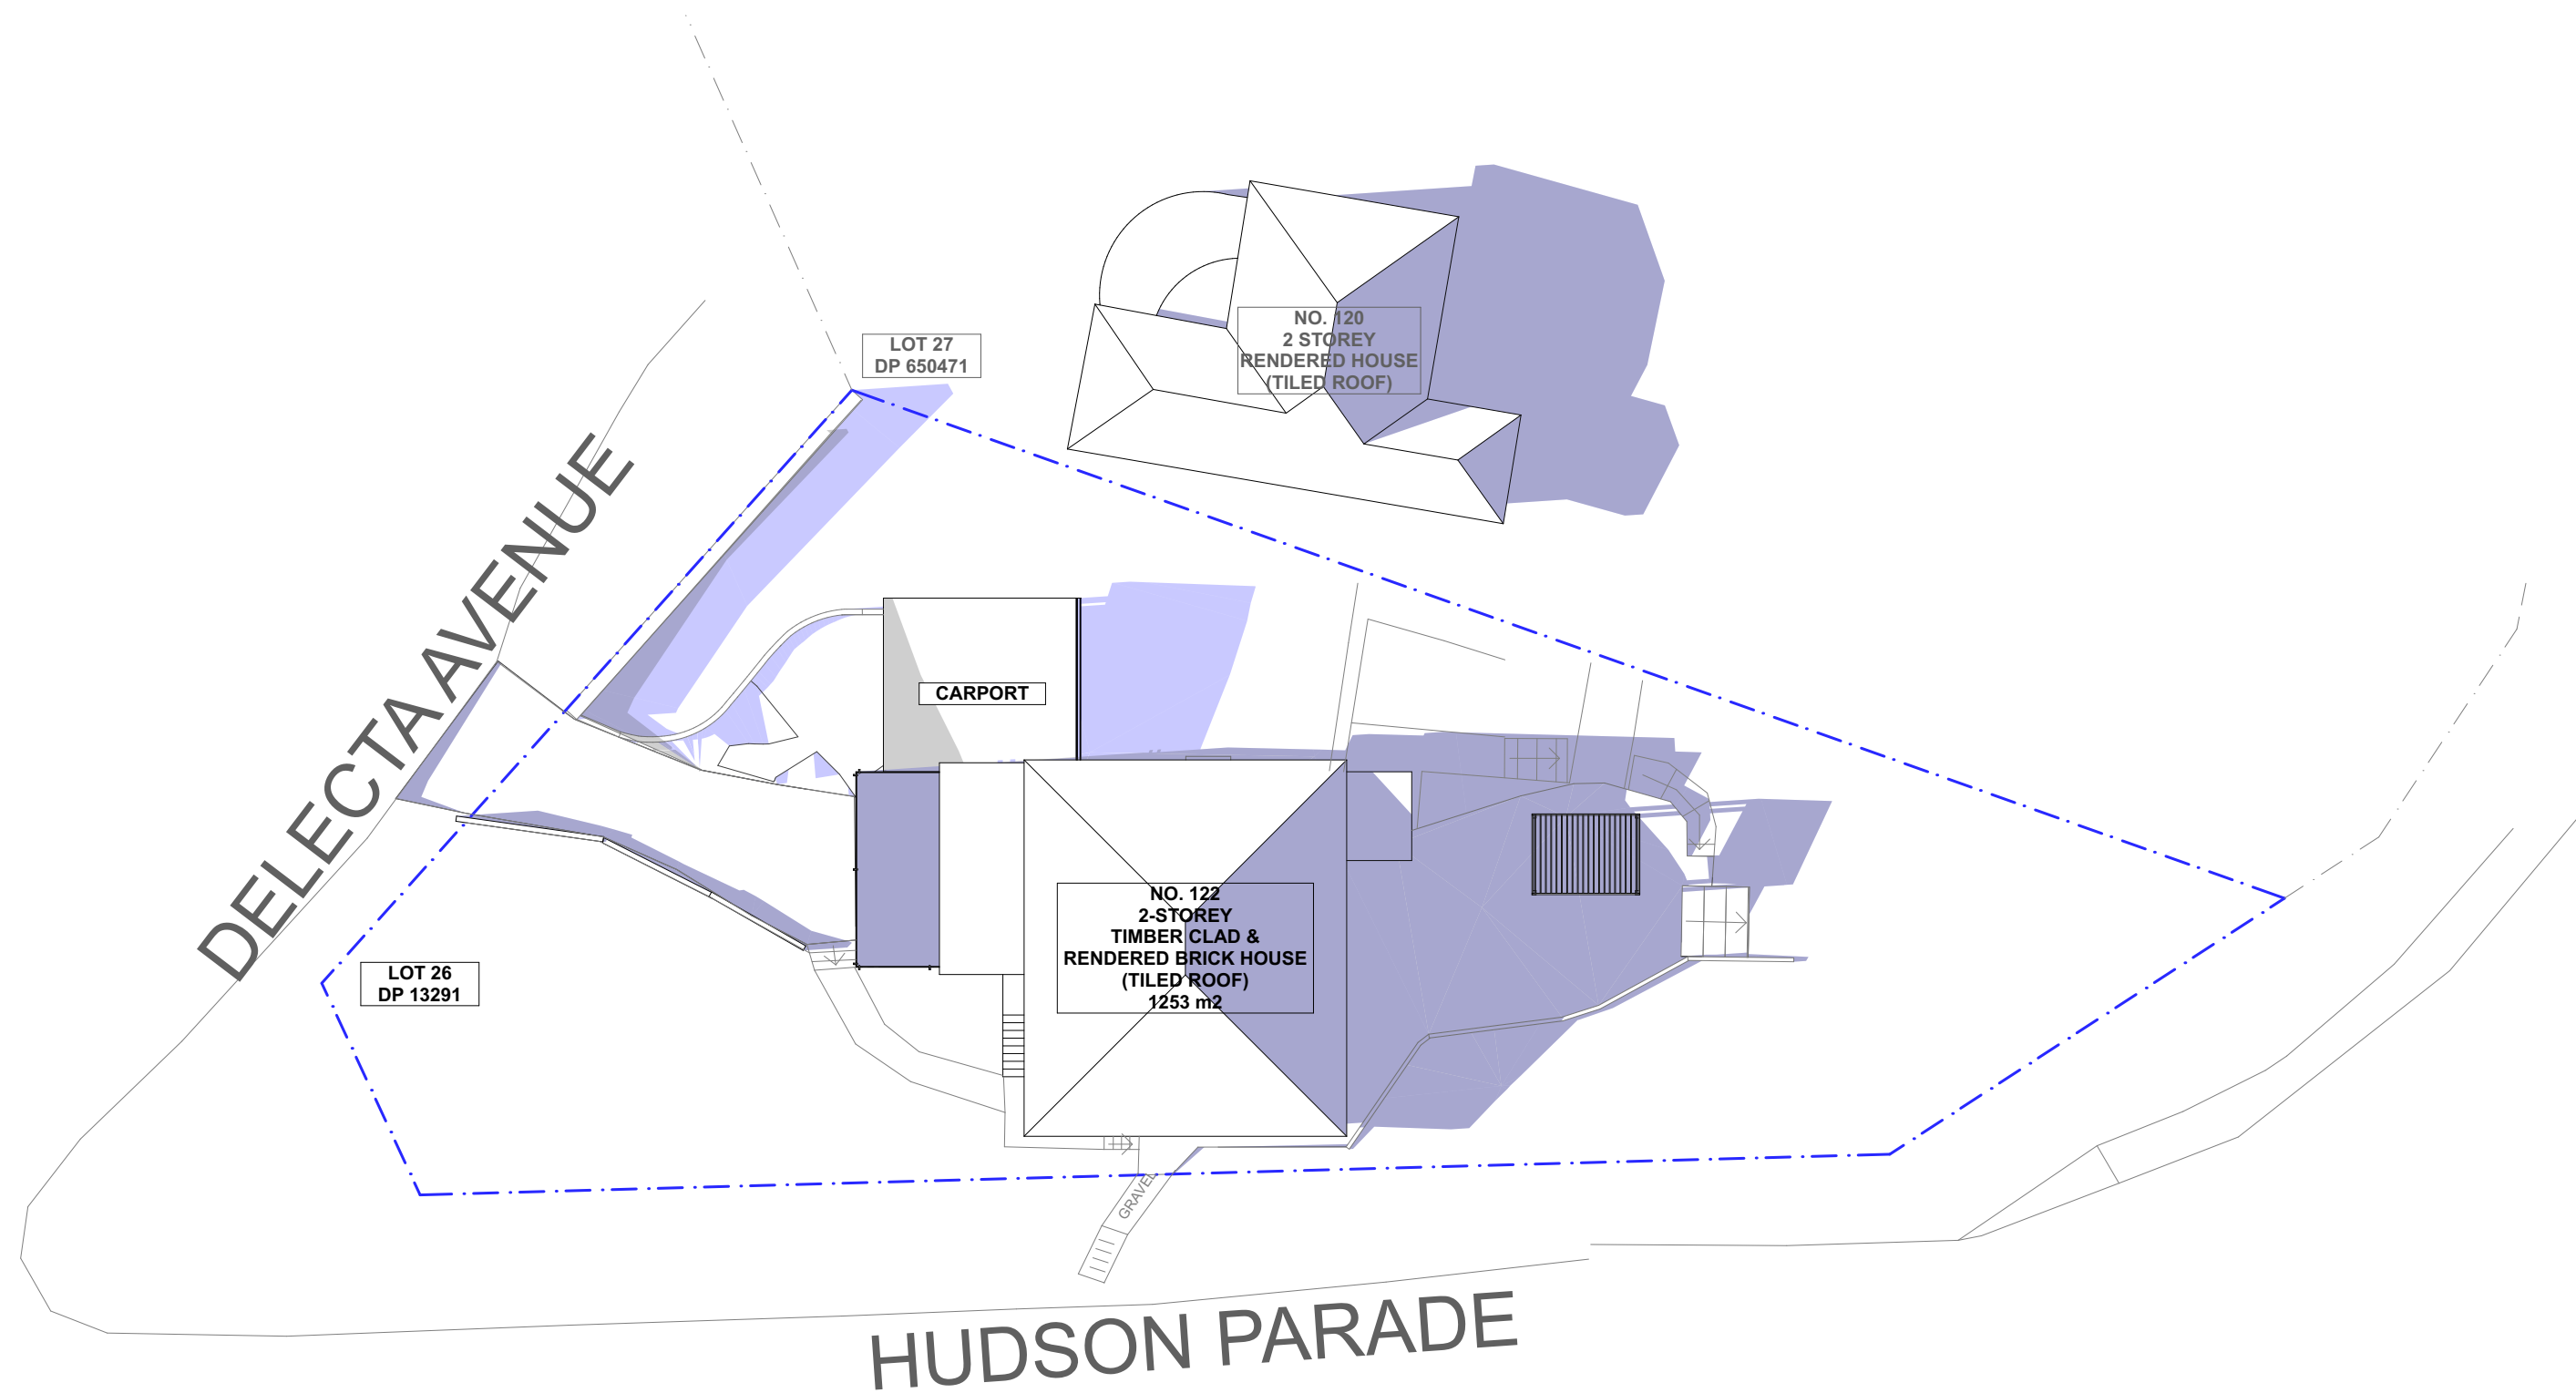 LOT 27
DP 650471
NO. 120
2 STOREY
RENDERED HOUSE
(TILED ROOF)
DELECTA AVENUE
CARPORT
NO. 122
2-STOREY
TIMBER CLAD &
RENDERED BRICK HOUSE
(TILED ROOF)
1253 m2
LOT 26
DP 13291
GRAVEL
HUDSON PARADE